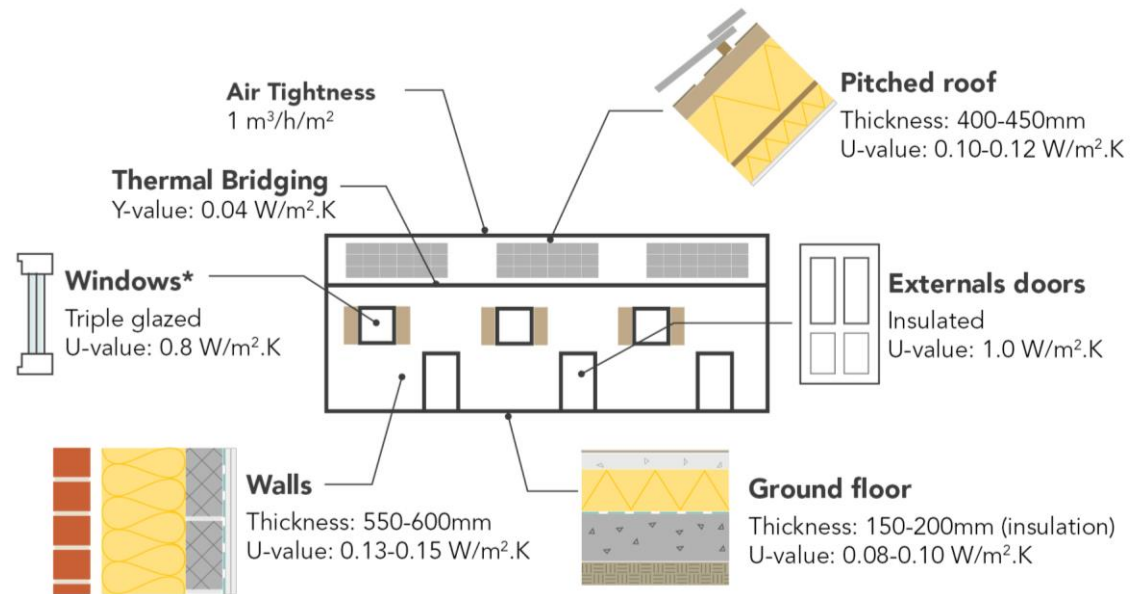 Air Tightness
1 m³/h/m²
Pitched roof
Thickness: 400-450mm
U-value: 0.10-0.12 W/m².K
Thermal Bridging
Y-value: 0.04 W/m².K
Windows*
Triple glazed
U-value: 0.8 W/m².K
Externals doors
Insulated
U-value: 1.0 W/m².K
Walls
Thickness: 550-600mm
U-value: 0.13-0.15 W/m².K
Ground floor
Thickness: 150-200mm (insulation)
U-value: 0.08-0.10 W/m².K